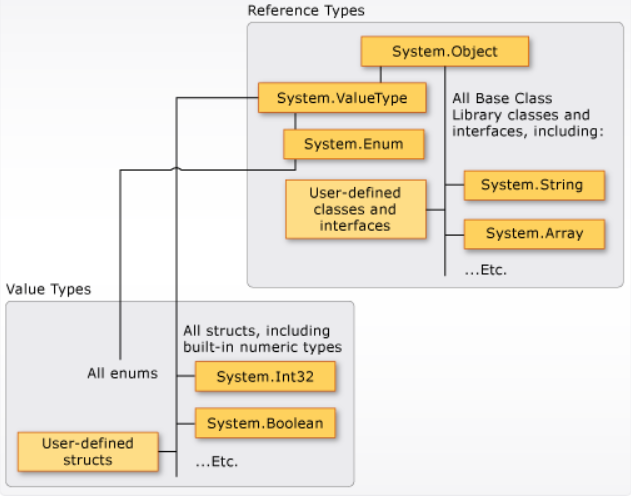 Reference Types
System.Object
System.ValueType
All Base Class
Library classes and
interfaces, including:
System.Enum
System.String
User-defined
classes and
interfaces
System.Array
...Etc.
Value Types
All structs, including
built-in numeric types
All enums
System.Int32
System.Boolean
User-defined
structs
...Etc.